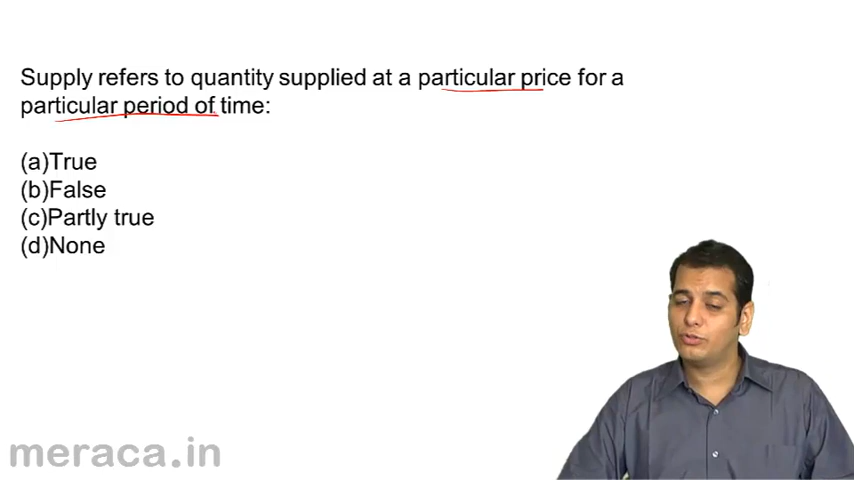 Supply refers to quantity supplied at a particular price for a
particular period of time:
(a)True
(b)False
(c)Partly true
(d)None
meraca.in